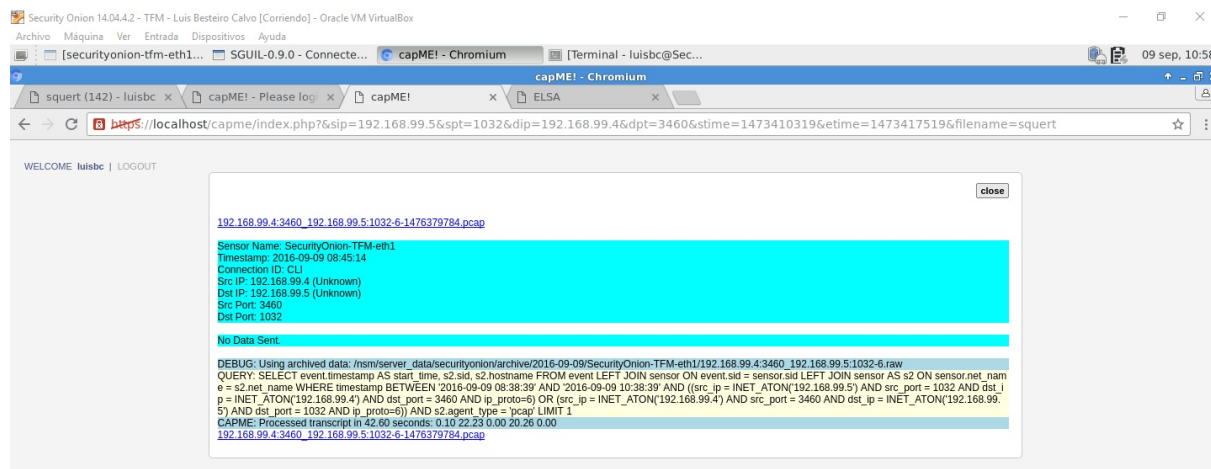 Security Onion 14.04.4.2 - TFM - Luis Besteiro Calvo [Corriendo] - Oracle VM VirtualBox
Archivo Máquina Ver Entrada Dispositivos Ayuda
[securityonion-tfm-eth1... SGUIL-0.9.0 - Connecte... capME! - Chromium [Terminal - luisbc@Sec... 09 sep, 10:58
capME! - Chromium
squert (142) - luisbc capME! - Please log capME! ELSA
https://localhost/capme/index.php?&sip=192.168.99.5&spt=1032&dip=192.168.99.4&dpt=3460&stime=1473410319&etime=1473417519&filename=squert
WELCOME luisbc | LOGOUT
close
192.168.99.4:3460_192.168.99.5:1032-6-1476379784.pcap
Sensor Name: SecurityOnion-TFM-eth1
Timestamp: 2016-09-09 08:45:14
Connection ID: CLI
Src IP: 192.168.99.4 (Unknown)
Dst IP: 192.168.99.5 (Unknown)
Src Port: 3460
Dst Port: 1032
No Data Sent.
DEBUG: Using archived data: /nsm/server_data/securityonion/archive/2016-09-09/SecurityOnion-TFM-eth1/192.168.99.4:3460_192.168.99.5:1032-6.raw
QUERY: SELECT event.timestamp AS start_time, s2.sid, s2.hostname FROM event LEFT JOIN sensor ON event.sid = sensor.sid LEFT JOIN sensor AS s2 ON sensor.net_nam
e = s2.net_name WHERE timestamp BETWEEN '2016-09-09 08:38:39' AND '2016-09-09 10:38:39' AND ((src_ip = INET_ATON('192.168.99.5') AND src_port = 1032 AND dst_i
p = INET_ATON('192.168.99.4') AND dst_port = 3460 AND ip_proto=6) OR (src_ip = INET_ATON('192.168.99.4') AND src_port = 3460 AND dst_ip = INET_ATON('192.168.99.
5') AND dst_port = 1032 AND ip_proto=6)) AND s2.agent_type = 'pcap' LIMIT 1
CAPME: Processed transcript in 42.60 seconds: 0.10 22.23 0.00 20.26 0.00
192.168.99.4:3460_192.168.99.5:1032-6-1476379784.pcap